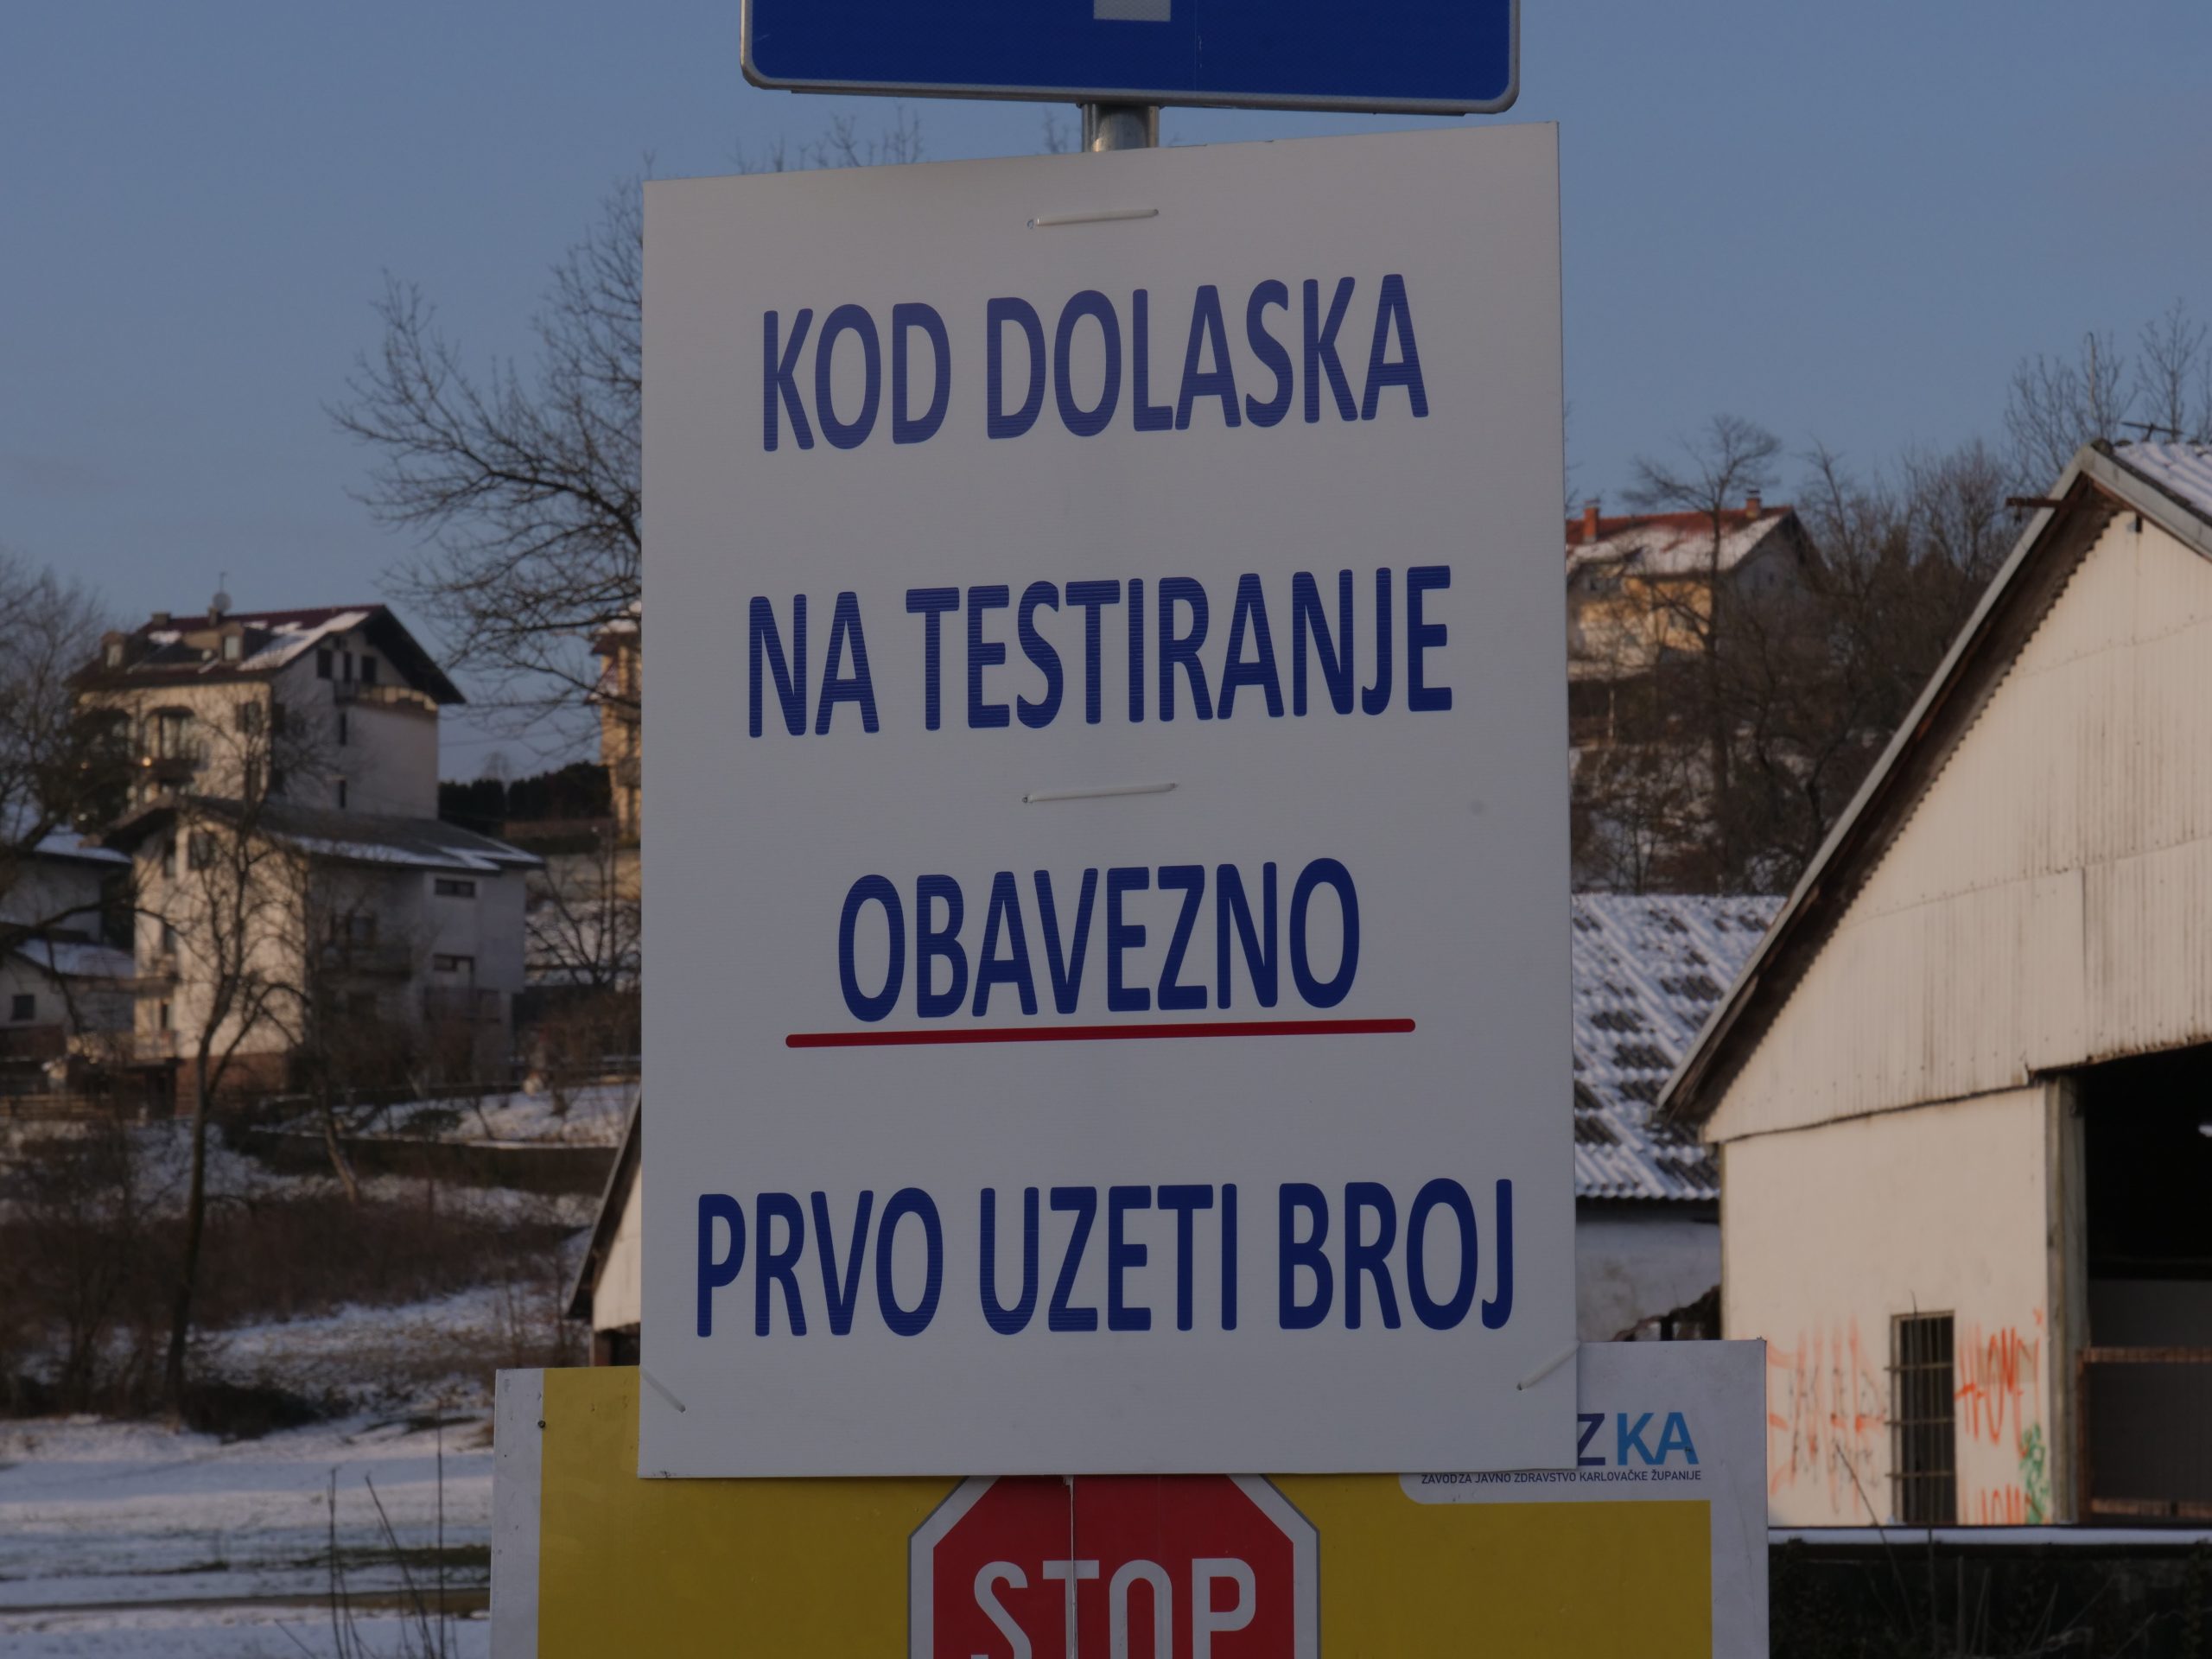 KOD DOLASKA
NA TESTIRANJE
OBAVEZNO
PRVO UZETI BROJ
ZKA
ZAVOD ZA JAVNO ZDRAVSTVO KARLOVAČKE ŽUPANIJE
STOP